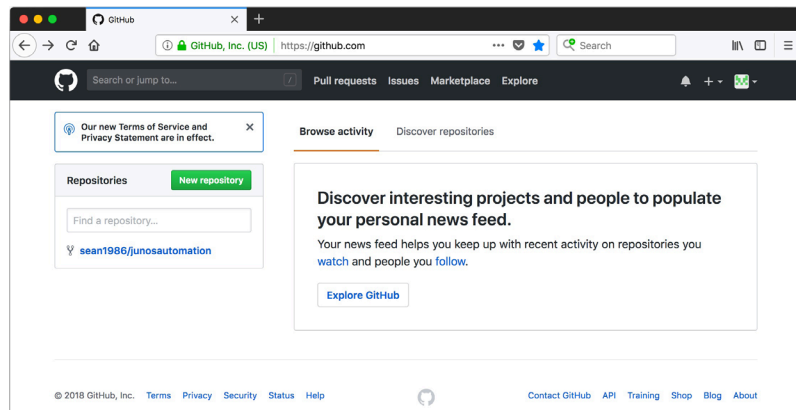 GitHub
GitHub, Inc. (US) https://github.com
Search
Search or jump to... / Pull requests Issues Marketplace Explore
Our new Terms of Service and
Privacy Statement are in effect.
Browse activity Discover repositories
Repositories New repository
Find a repository...
sean1986/junosautomation
Discover interesting projects and people to populate
your personal news feed.
Your news feed helps you keep up with recent activity on repositories you
watch and people you follow.
Explore GitHub
© 2018 GitHub, Inc. Terms Privacy Security Status Help Contact GitHub API Training Shop Blog About